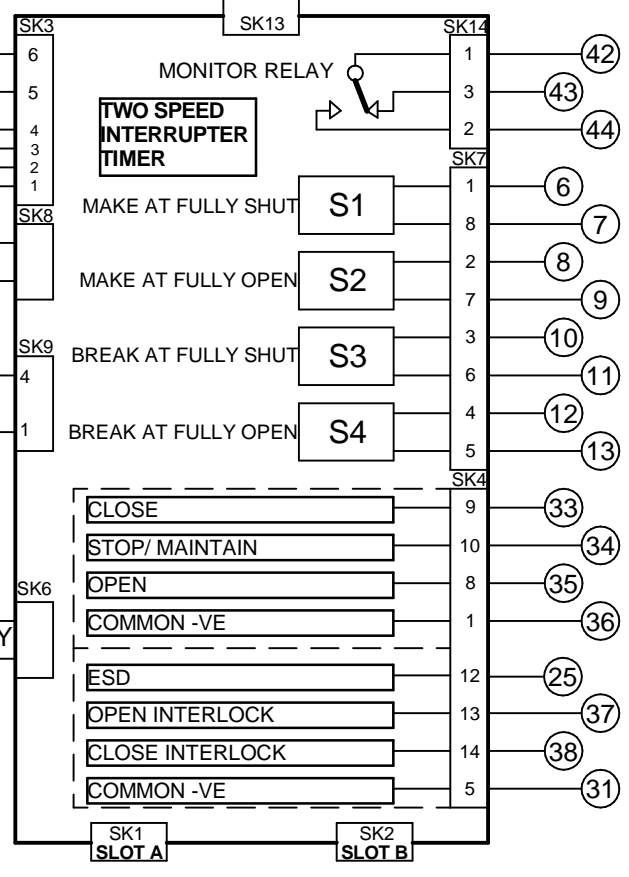 SK3
SK13
SK14
6
1
42
MONITOR RELAY
5
3
43
TWO SPEED
INTERRUPTER
TIMER
4
2
44
3
2
1
SK7
MAKE AT FULLY SHUT
S1
1
6
SK8
8
7
MAKE AT FULLY OPEN
S2
2
8
7
9
SK9
BREAK AT FULLY SHUT
S3
3
10
4
6
11
BREAK AT FULLY OPEN
S4
4
12
1
5
13
SK4
CLOSE
9
33
STOP/ MAINTAIN
10
34
SK6
OPEN
8
35
COMMON -VE
1
36
Y
ESD
12
25
OPEN INTERLOCK
13
37
CLOSE INTERLOCK
14
38
COMMON -VE
5
31
SK1
SLOT A
SK2
SLOT B